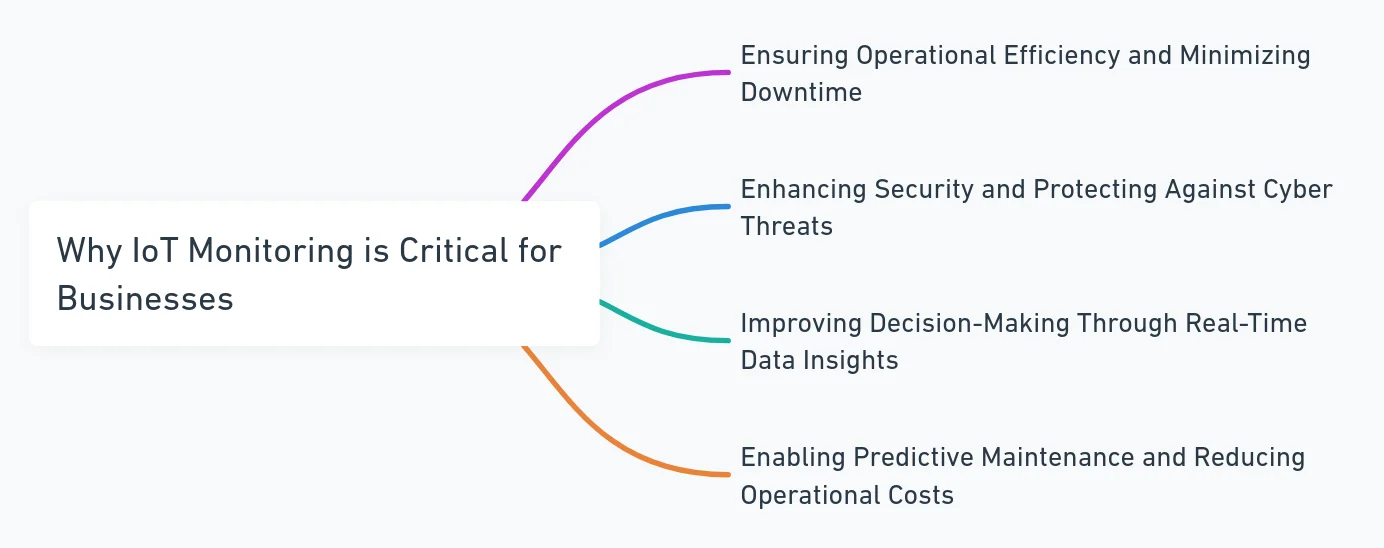 Why IoT Monitoring is Critical for
Businesses
Ensuring Operational Efficiency and Minimizing
Downtime
Enhancing Security and Protecting Against Cyber
Threats
Improving Decision-Making Through Real-Time
Data Insights
Enabling Predictive Maintenance and Reducing
Operational Costs